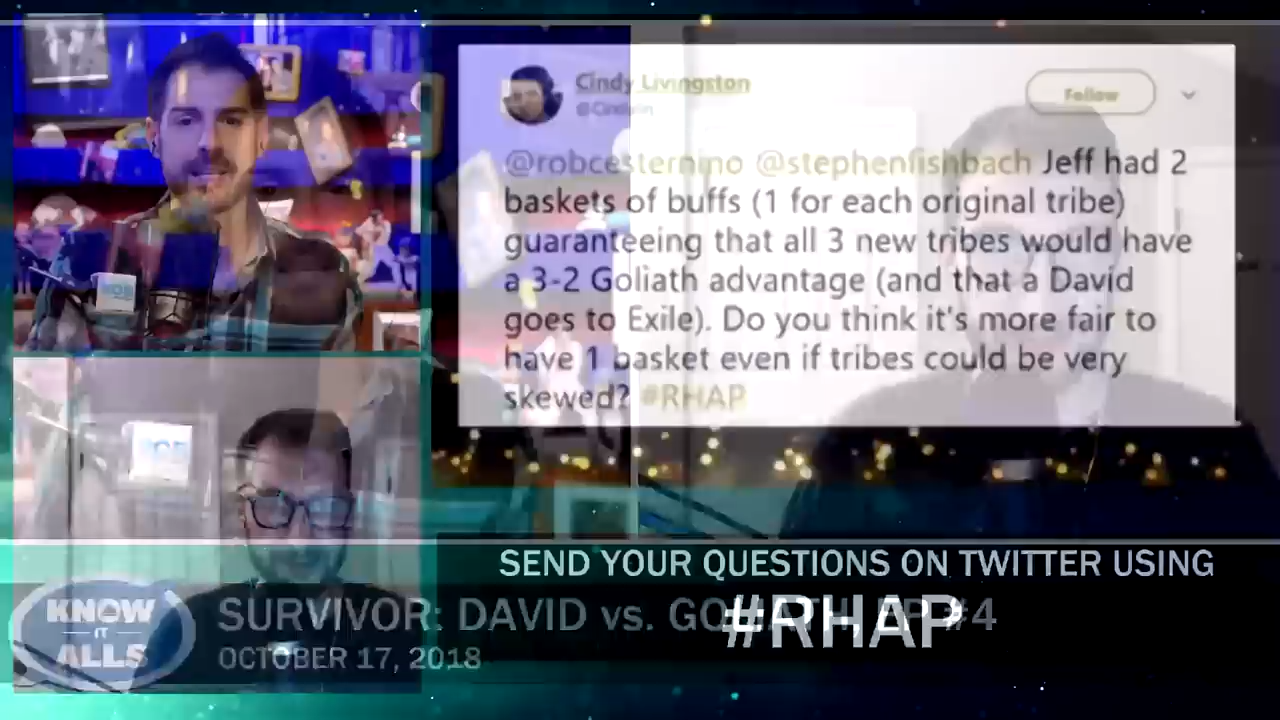 Cindy Livingston
Follow
@robcesternino @stephenfishbach Jeff had 2
baskets of buffs (1 for each original tribe)
guaranteeing that all 3 new tribes would have
a 3-2 Goliath advantage (and that a David
goes to Exile). Do you think it's more fair to
have 1 basket even if tribes could be very
skewed? #RHAP
SEND YOUR QUESTIONS ON TWITTER USING
#RHAP
KNOW
IT
ALLS
SURVIVOR: DAVID vs. GOLIATH, EP #4
OCTOBER 17, 2018